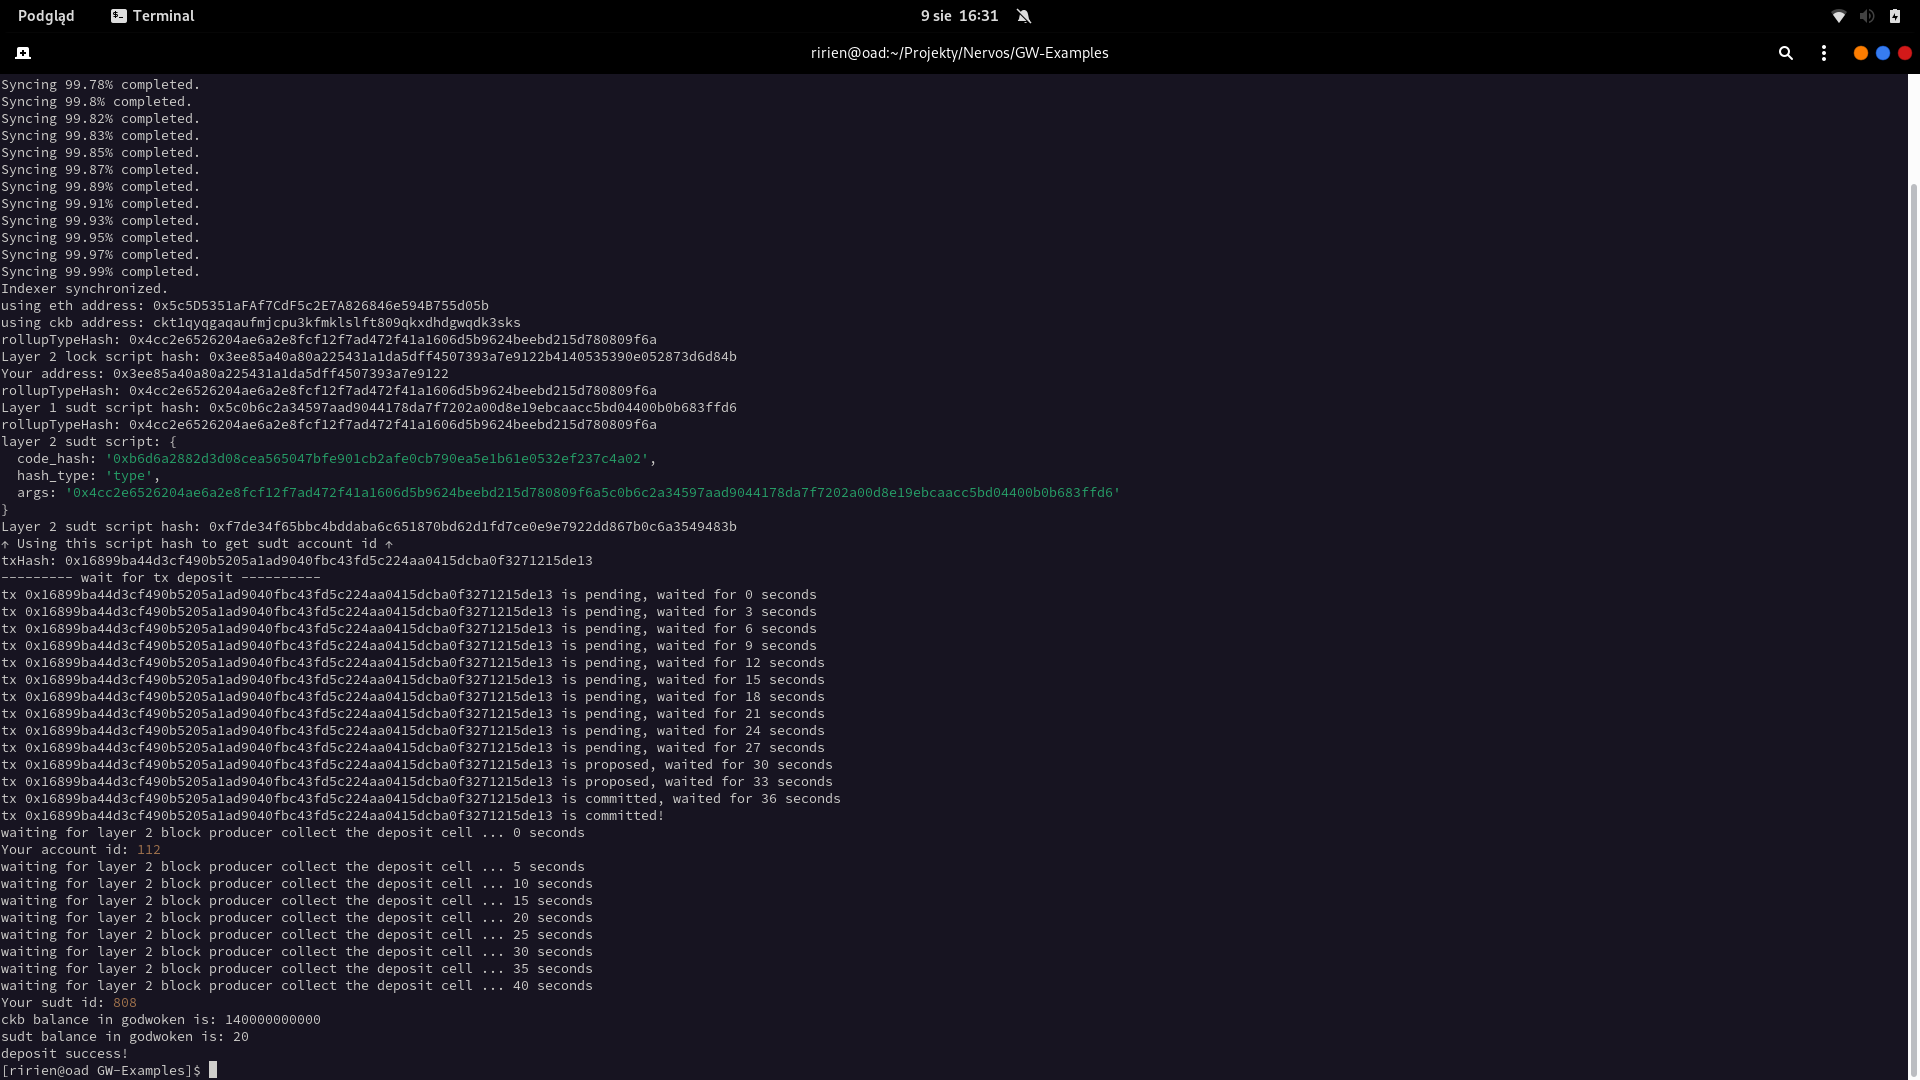 Podgląd Terminal 9 sie 16:31
ririen@oad:~/Projekty/Nervos/GW-Examples
Syncing 99.78% completed.
Syncing 99.8% completed.
Syncing 99.82% completed.
Syncing 99.83% completed.
Syncing 99.85% completed.
Syncing 99.87% completed.
Syncing 99.89% completed.
Syncing 99.91% completed.
Syncing 99.93% completed.
Syncing 99.95% completed.
Syncing 99.97% completed.
Syncing 99.99% completed.
Indexer synchronized.
using eth address: 0x5c5D5351aFAf7CdF5c2E7A826846e594B755d05b
using ckb address: ckt1qyqgaqaufmjcpu3kfmklslft809qkxdhdgwqdk3sks
rollupTypeHash: 0x4cc2e6526204ae6a2e8fcf12f7ad472f41a1606d5b9624beebd215d780809f6a
Layer 2 lock script hash: 0x3ee85a40a80a225431a1da5dff4507393a7e9122b4140535390e052873d6d84b
Your address: 0x3ee85a40a80a225431a1da5dff4507393a7e9122
rollupTypeHash: 0x4cc2e6526204ae6a2e8fcf12f7ad472f41a1606d5b9624beebd215d780809f6a
Layer 1 sudt script hash: 0x5c0b6c2a34597aad9044178da7f7202a00d8e19ebcaacc5bd04400b0b683ffd6
rollupTypeHash: 0x4cc2e6526204ae6a2e8fcf12f7ad472f41a1606d5b9624beebd215d780809f6a
layer 2 sudt script: {
  code_hash: '0xb6d6a2882d3d08cea565047bfe901cb2afe0cb790ea5e1b61e0532ef237c4a02',
  hash_type: 'type',
  args: '0x4cc2e6526204ae6a2e8fcf12f7ad472f41a1606d5b9624beebd215d780809f6a5c0b6c2a34597aad9044178da7f7202a00d8e19ebcaacc5bd04400b0b683ffd6'
}
Layer 2 sudt script hash: 0xf7de34f65bbc4bddaba6c651870bd62d1fd7ce0e9e7922dd867b0c6a3549483b
↑ Using this script hash to get sudt account id ↑
txHash: 0x16899ba44d3cf490b5205a1ad9040fbc43fd5c224aa0415dcba0f3271215de13
--------- wait for tx deposit ----------
tx 0x16899ba44d3cf490b5205a1ad9040fbc43fd5c224aa0415dcba0f3271215de13 is pending, waited for 0 seconds
tx 0x16899ba44d3cf490b5205a1ad9040fbc43fd5c224aa0415dcba0f3271215de13 is pending, waited for 3 seconds
tx 0x16899ba44d3cf490b5205a1ad9040fbc43fd5c224aa0415dcba0f3271215de13 is pending, waited for 6 seconds
tx 0x16899ba44d3cf490b5205a1ad9040fbc43fd5c224aa0415dcba0f3271215de13 is pending, waited for 9 seconds
tx 0x16899ba44d3cf490b5205a1ad9040fbc43fd5c224aa0415dcba0f3271215de13 is pending, waited for 12 seconds
tx 0x16899ba44d3cf490b5205a1ad9040fbc43fd5c224aa0415dcba0f3271215de13 is pending, waited for 15 seconds
tx 0x16899ba44d3cf490b5205a1ad9040fbc43fd5c224aa0415dcba0f3271215de13 is pending, waited for 18 seconds
tx 0x16899ba44d3cf490b5205a1ad9040fbc43fd5c224aa0415dcba0f3271215de13 is pending, waited for 21 seconds
tx 0x16899ba44d3cf490b5205a1ad9040fbc43fd5c224aa0415dcba0f3271215de13 is pending, waited for 24 seconds
tx 0x16899ba44d3cf490b5205a1ad9040fbc43fd5c224aa0415dcba0f3271215de13 is pending, waited for 27 seconds
tx 0x16899ba44d3cf490b5205a1ad9040fbc43fd5c224aa0415dcba0f3271215de13 is proposed, waited for 30 seconds
tx 0x16899ba44d3cf490b5205a1ad9040fbc43fd5c224aa0415dcba0f3271215de13 is proposed, waited for 33 seconds
tx 0x16899ba44d3cf490b5205a1ad9040fbc43fd5c224aa0415dcba0f3271215de13 is committed, waited for 36 seconds
tx 0x16899ba44d3cf490b5205a1ad9040fbc43fd5c224aa0415dcba0f3271215de13 is committed!
waiting for layer 2 block producer collect the deposit cell ... 0 seconds
Your account id: 112
waiting for layer 2 block producer collect the deposit cell ... 5 seconds
waiting for layer 2 block producer collect the deposit cell ... 10 seconds
waiting for layer 2 block producer collect the deposit cell ... 15 seconds
waiting for layer 2 block producer collect the deposit cell ... 20 seconds
waiting for layer 2 block producer collect the deposit cell ... 25 seconds
waiting for layer 2 block producer collect the deposit cell ... 30 seconds
waiting for layer 2 block producer collect the deposit cell ... 35 seconds
waiting for layer 2 block producer collect the deposit cell ... 40 seconds
Your sudt id: 808
ckb balance in godwoken is: 140000000000
sudt balance in godwoken is: 20
deposit success!
[ririen@oad GW-Examples]$